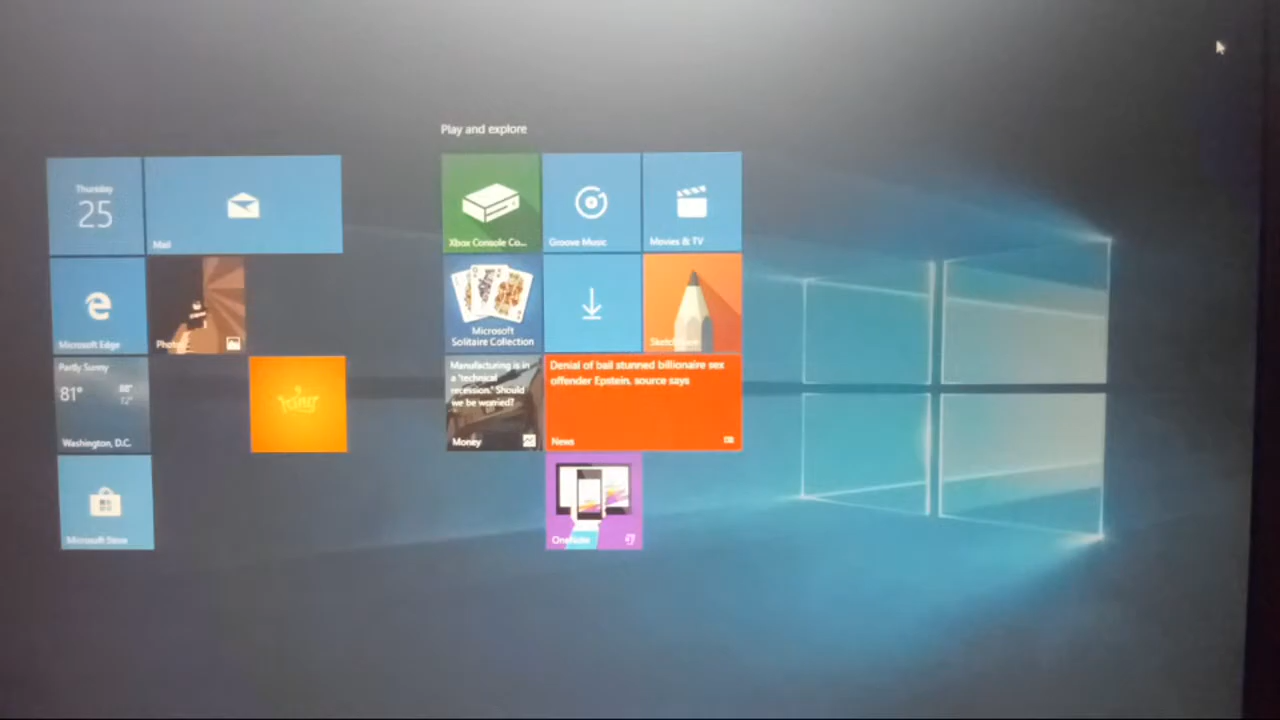 Play and explore
Thursday
25
Mail
Xbox Console Co...
Groove Music
Movies & TV
Microsoft Edge
Microsoft
Solitaire Collection
Partly Sunny
81°
88°
72°
Washington, D.C.
King
Manufacturing is in
a "technical
recession." Should
we be worried?
Money
Denial of bail stunned billionaire sex
offender Epstein, source says
News
Microsoft Store
OneNote